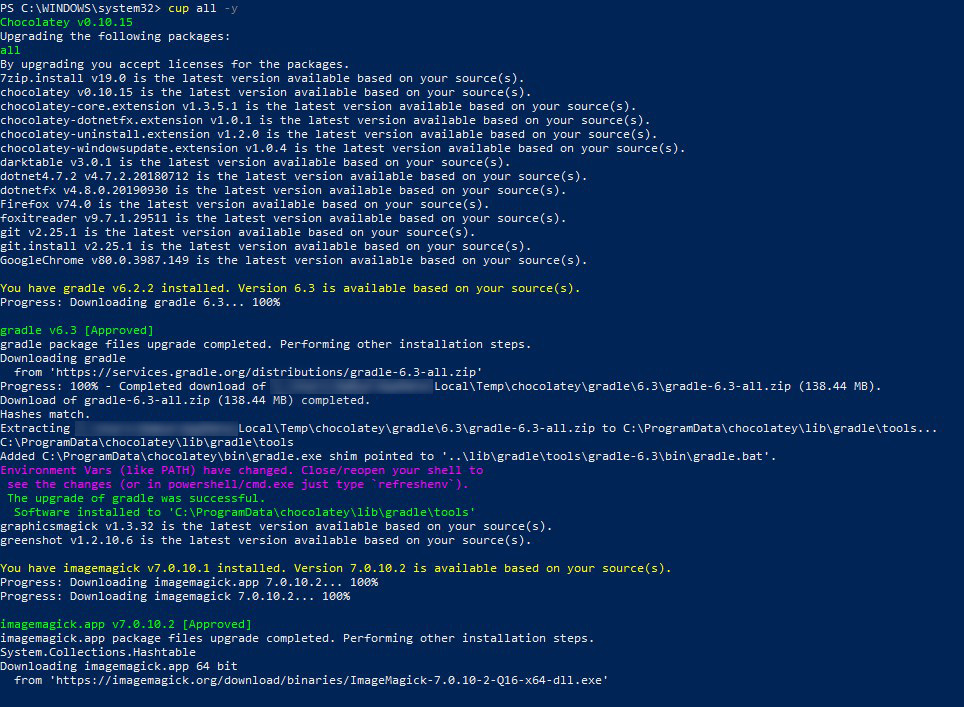 PS C:\WINDOWS\system32> cup all -y
Chocolatey v0.10.15
Upgrading the following packages:
all
By upgrading you accept licenses for the packages.
7zip.install v19.0 is the latest version available based on your source(s).
chocolatey v0.10.15 is the latest version available based on your source(s).
chocolatey-core.extension v1.3.5.1 is the latest version available based on your source(s).
chocolatey-dotnetfx.extension v1.0.1 is the latest version available based on your source(s).
chocolatey-uninstall.extension v1.2.0 is the latest version available based on your source(s).
chocolatey-windowsupdate.extension v1.0.4 is the latest version available based on your source(s).
darktable v3.0.1 is the latest version available based on your source(s).
dotnet4.7.2 v4.7.2.20180712 is the latest version available based on your source(s).
dotnetfx v4.8.0.20190930 is the latest version available based on your source(s).
Firefox v74.0 is the latest version available based on your source(s).
foxitreader v9.7.1.29511 is the latest version available based on your source(s).
git v2.25.1 is the latest version available based on your source(s).
git.install v2.25.1 is the latest version available based on your source(s).
GoogleChrome v80.0.3987.149 is the latest version available based on your source(s).
You have gradle v6.2.2 installed. Version 6.3 is available based on your source(s).
Progress: Downloading gradle 6.3... 100%
gradle v6.3 [Approved]
gradle package files upgrade completed. Performing other installation steps.
Downloading gradle
from 'https://services.gradle.org/distributions/gradle-6.3-all.zip'
Progress: 100% - Completed download of Local\Temp\chocolatey\gradle\6.3\gradle-6.3-all.zip (138.44 MB).
Download of gradle-6.3-all.zip (138.44 MB) completed.
Hashes match.
Extracting Local\Temp\chocolatey\gradle\6.3\gradle-6.3-all.zip to C:\ProgramData\chocolatey\lib\gradle\tools...
C:\ProgramData\chocolatey\lib\gradle\tools
Added C:\ProgramData\chocolatey\bin\gradle.exe shim pointed to '..\lib\gradle\tools\gradle-6.3\bin\gradle.bat'.
Environment Vars (like PATH) have changed. Close/reopen your shell to
see the changes (or in powershell/cmd.exe just type `refreshenv`).
The upgrade of gradle was successful.
Software installed to 'C:\ProgramData\chocolatey\lib\gradle\tools'
graphicsmagick v1.3.32 is the latest version available based on your source(s).
greenshot v1.2.10.6 is the latest version available based on your source(s).
You have imagemagick v7.0.10.1 installed. Version 7.0.10.2 is available based on your source(s).
Progress: Downloading imagemagick.app 7.0.10.2... 100%
Progress: Downloading imagemagick 7.0.10.2... 100%
imagemagick.app v7.0.10.2 [Approved]
imagemagick.app package files upgrade completed. Performing other installation steps.
System.Collections.Hashtable
Downloading imagemagick.app 64 bit
from 'https://imagemagick.org/download/binaries/ImageMagick-7.0.10-2-Q16-x64-dll.exe'